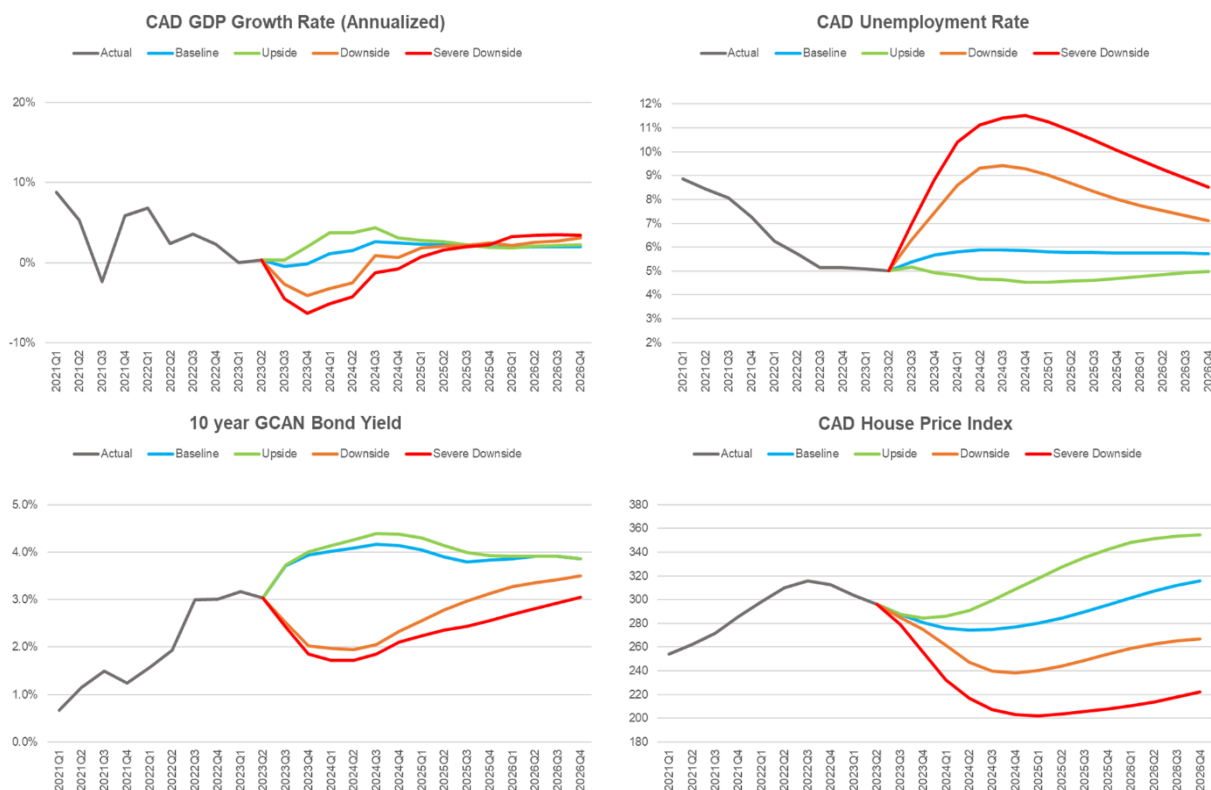 CAD GDP Growth Rate (Annualized)
Actual Baseline Upside Downside Severe Downside
20%
10%
0%
-10%
2021Q1 2021Q2 2021Q3 2021Q4 2022Q1 2022Q2 2022Q3 2022Q4 2023Q1 2023Q2 2023Q3 2023Q4 2024Q1 2024Q2 2024Q3 2024Q4 2025Q1 2025Q2 2025Q3 2025Q4 2026Q1 2026Q2 2026Q3 2026Q4
CAD Unemployment Rate
Actual Baseline Upside Downside Severe Downside
12%
11%
10%
9%
8%
7%
6%
5%
4%
3%
2%
2021Q1 2021Q2 2021Q3 2021Q4 2022Q1 2022Q2 2022Q3 2022Q4 2023Q1 2023Q2 2023Q3 2023Q4 2024Q1 2024Q2 2024Q3 2024Q4 2025Q1 2025Q2 2025Q3 2025Q4 2026Q1 2026Q2 2026Q3 2026Q4
10 year GCAN Bond Yield
Actual Baseline Upside Downside Severe Downside
5.0%
4.0%
3.0%
2.0%
1.0%
0.0%
2021Q1 2021Q2 2021Q3 2021Q4 2022Q1 2022Q2 2022Q3 2022Q4 2023Q1 2023Q2 2023Q3 2023Q4 2024Q1 2024Q2 2024Q3 2024Q4 2025Q1 2025Q2 2025Q3 2025Q4 2026Q1 2026Q2 2026Q3 2026Q4
CAD House Price Index
Actual Baseline Upside Downside Severe Downside
380
360
340
320
300
280
260
240
220
200
180
2021Q1 2021Q2 2021Q3 2021Q4 2022Q1 2022Q2 2022Q3 2022Q4 2023Q1 2023Q2 2023Q3 2023Q4 2024Q1 2024Q2 2024Q3 2024Q4 2025Q1 2025Q2 2025Q3 2025Q4 2026Q1 2026Q2 2026Q3 2026Q4